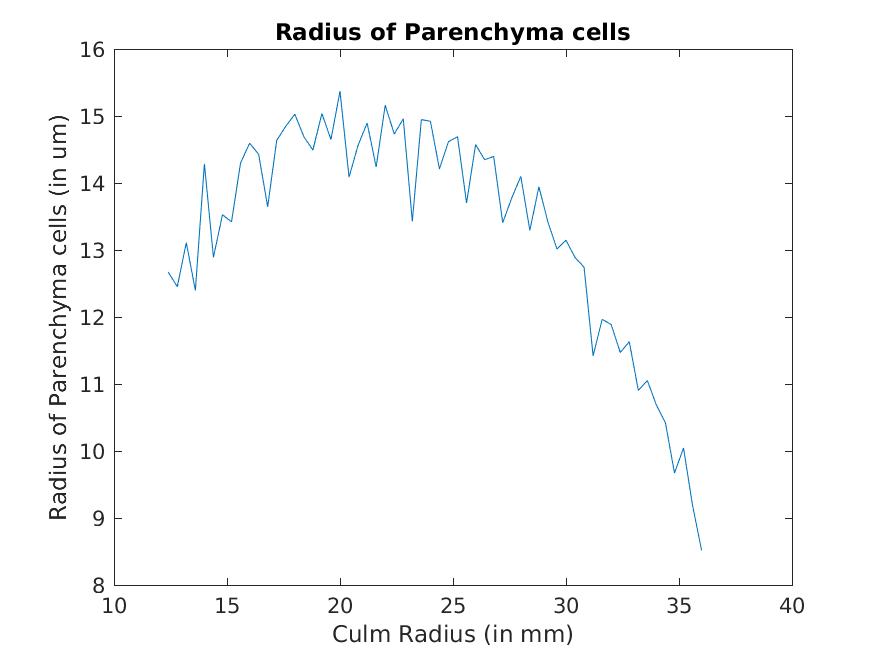 Radius of Parenchyma cells
16
15
14
13
12
11
10
9
8
Radius of Parenchyma cells (in um)
10 15 20 25 30 35 40
Culm Radius (in mm)